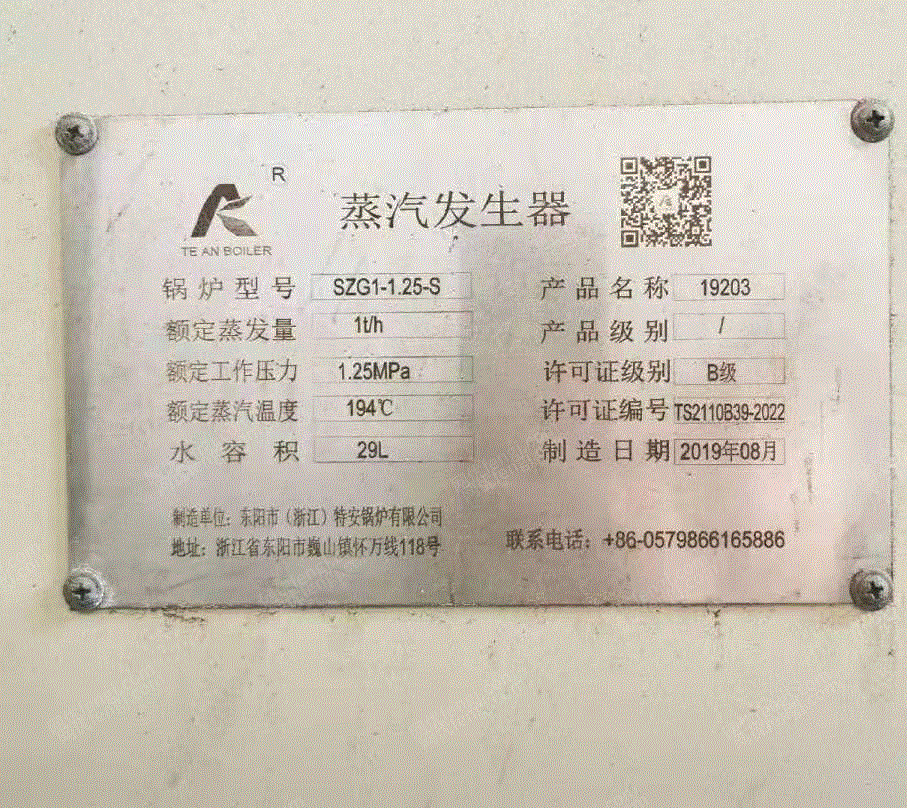 R
TE AN BOILER
蒸汽发生器
锅炉型号 SZG1-1.25-S 产品名称 19203
额定蒸发量 1t/h 产品级别 /
额定工作压力 1.25MPa 许可证级别 B级
额定蒸汽温度 194℃ 许可证编号 TS2110B39-2022
水容积 29L 制造日期 2019年08月
制造单位：东阳市（浙江）特安锅炉有限公司
地址：浙江省东阳市巍山镇怀万线118号 联系电话：+86-0579866165886